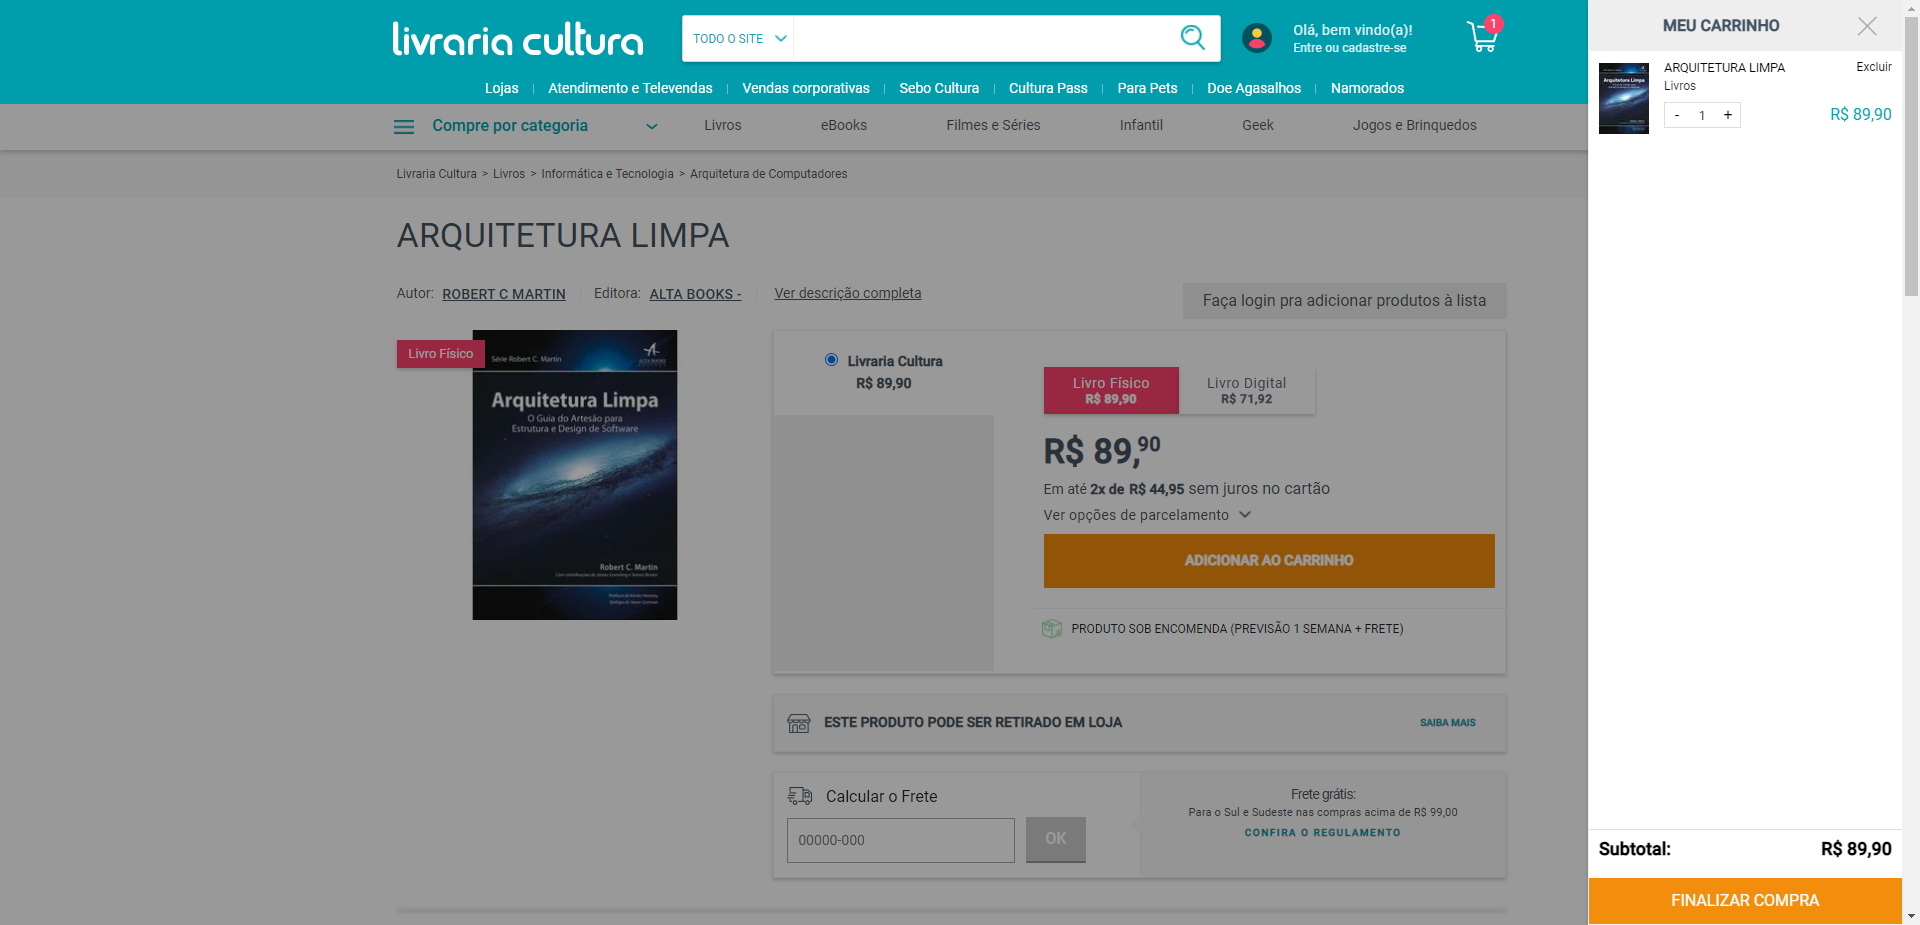 livraria cultura
TODO O SITE
Olá, bem vindo(a)!
Entre ou cadastre-se
1
Lojas
Atendimento e Televendas
Vendas corporativas
Sebo Cultura
Cultura Pass
Para Pets
Doe Agasalhos
Namorados
Compre por categoria
Livros
eBooks
Filmes e Séries
Infantil
Geek
Jogos e Brinquedos
Livraria Cultura > Livros > Informática e Tecnologia > Arquitetura de Computadores
ARQUITETURA LIMPA
Autor: ROBERT C MARTIN
Editora: ALTA BOOKS -
Ver descrição completa
Faça login pra adicionar produtos à lista
Livro Físico
Série Robert C. Martin
ALTA BOOKS
Arquitetura Limpa
O Guia do Artesão para
Estrutura e Design de Software
Robert C. Martin
Livraria Cultura
R$ 89,90
Livro Físico
R$ 89,90
Livro Digital
R$ 71,92
R$ 89,90
Em até 2x de R$ 44,95 sem juros no cartão
Ver opções de parcelamento
ADICIONAR AO CARRINHO
PRODUTO SOB ENCOMENDA (PREVISÃO 1 SEMANA + FRETE)
ESTE PRODUTO PODE SER RETIRADO EM LOJA
SAIBA MAIS
Calcular o Frete
00000-000
OK
Frete grátis:
Para o Sul e Sudeste nas compras acima de R$ 99,00
CONFIRA O REGULAMENTO
MEU CARRINHO
Arquitetura Limpa
ARQUITETURA LIMPA
Excluir
Livros
- 1 +
R$ 89,90
Subtotal:
R$ 89,90
FINALIZAR COMPRA